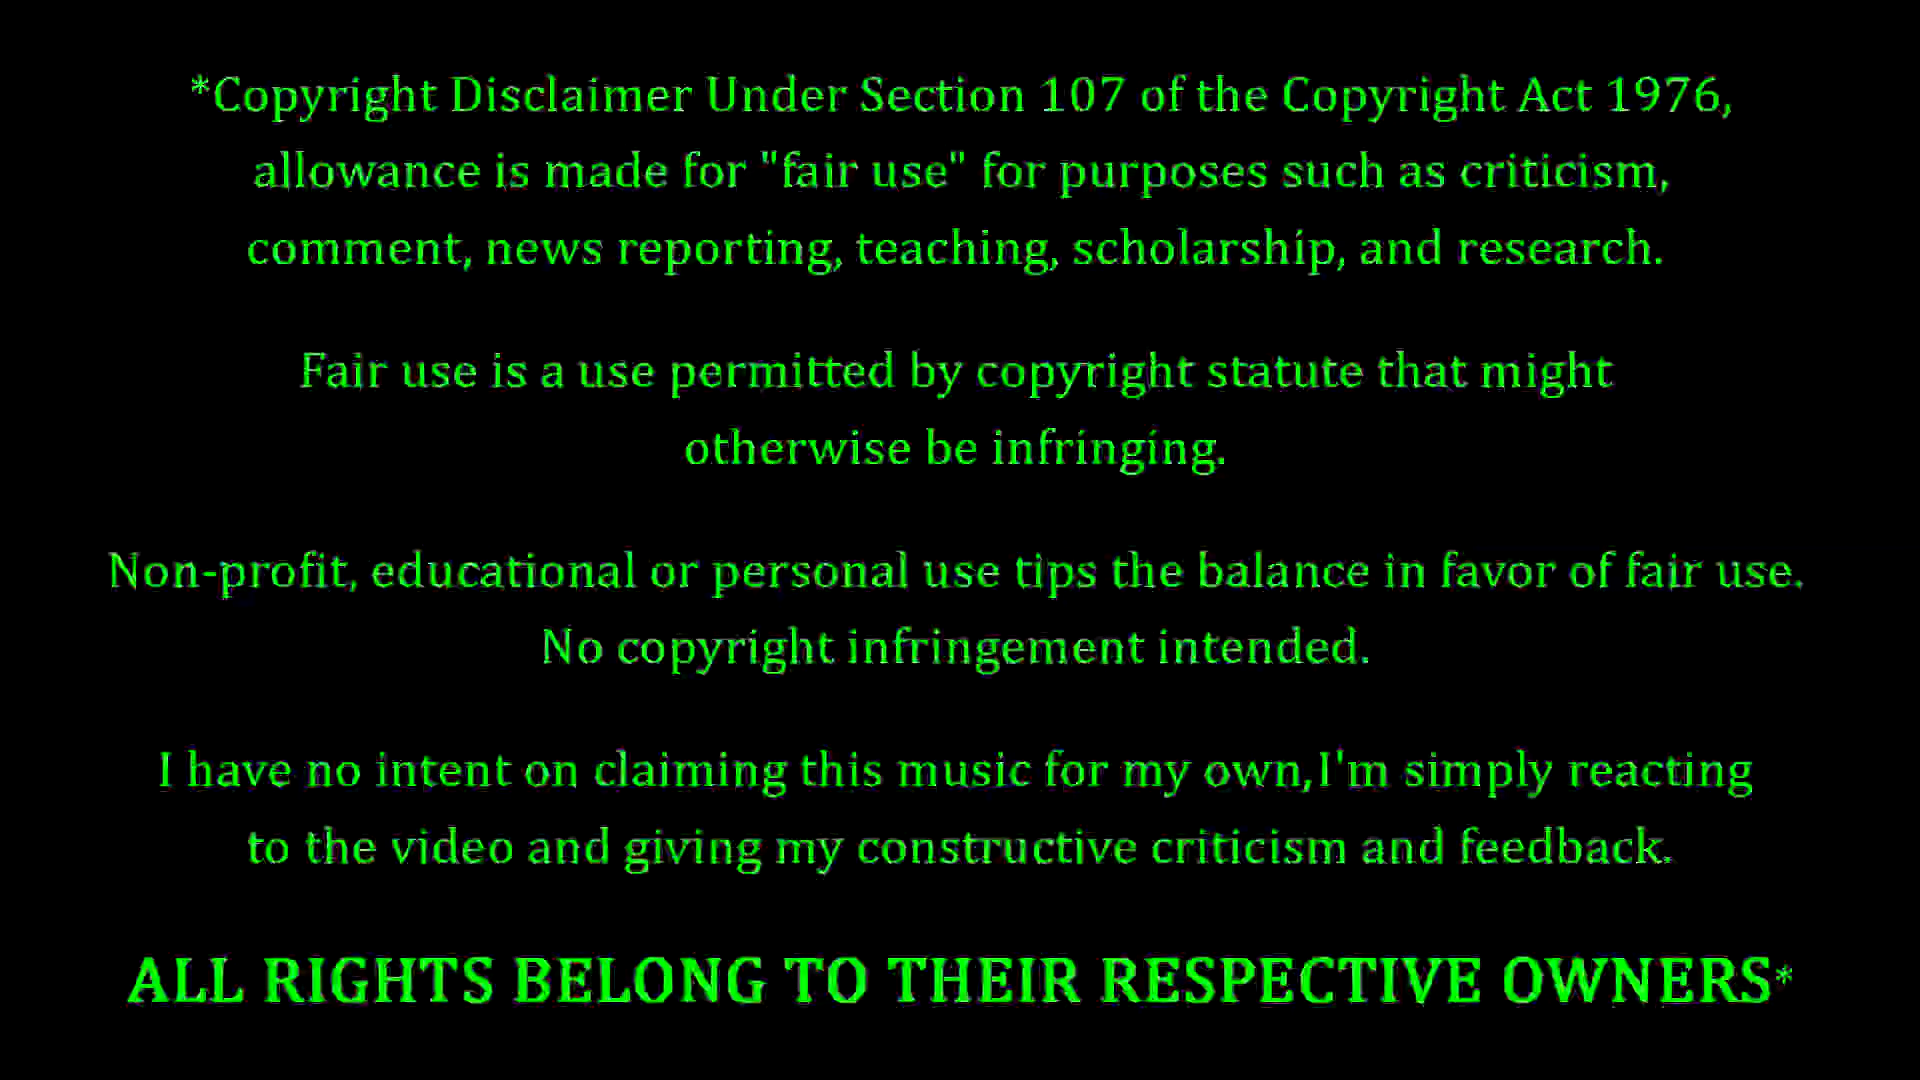 *Copyright Disclaimer Under Section 107 of the Copyright Act 1976,
allowance is made for "fair use" for purposes such as criticism,
comment, news reporting, teaching, scholarship, and research.
Fair use is a use permitted by copyright statute that might
otherwise be infringing.
Non-profit, educational or personal use tips the balance in favor of fair use.
No copyright infringement intended.
I have no intent on claiming this music for my own,I'm simply reacting
to the video and giving my constructive criticism and feedback.
ALL RIGHTS BELONG TO THEIR RESPECTIVE OWNERS*